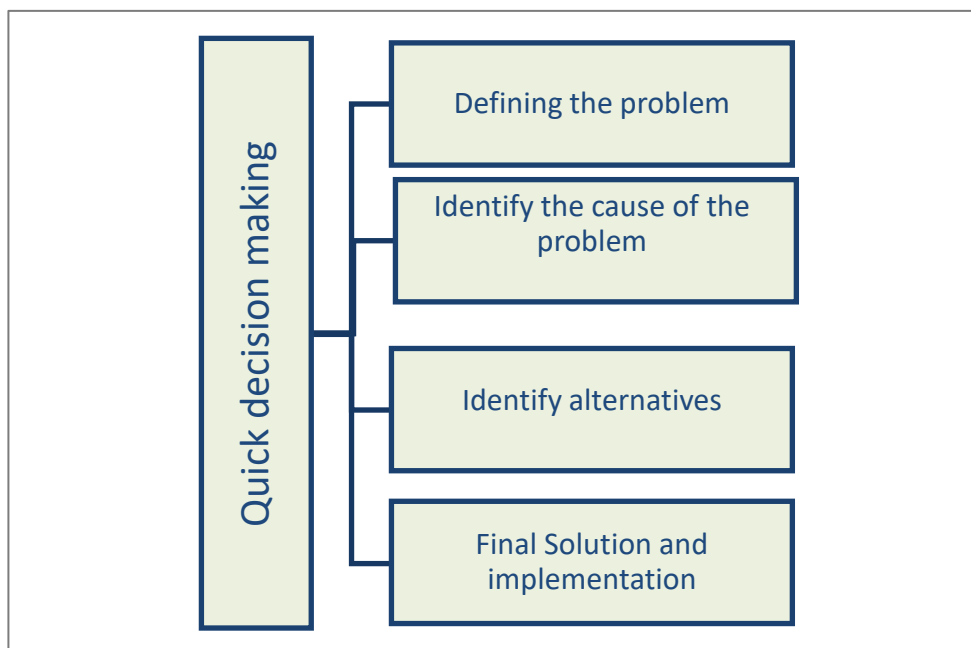 Quick decision making
Defining the problem
Identify the cause of the
problem
Identify alternatives
Final Solution and
implementation